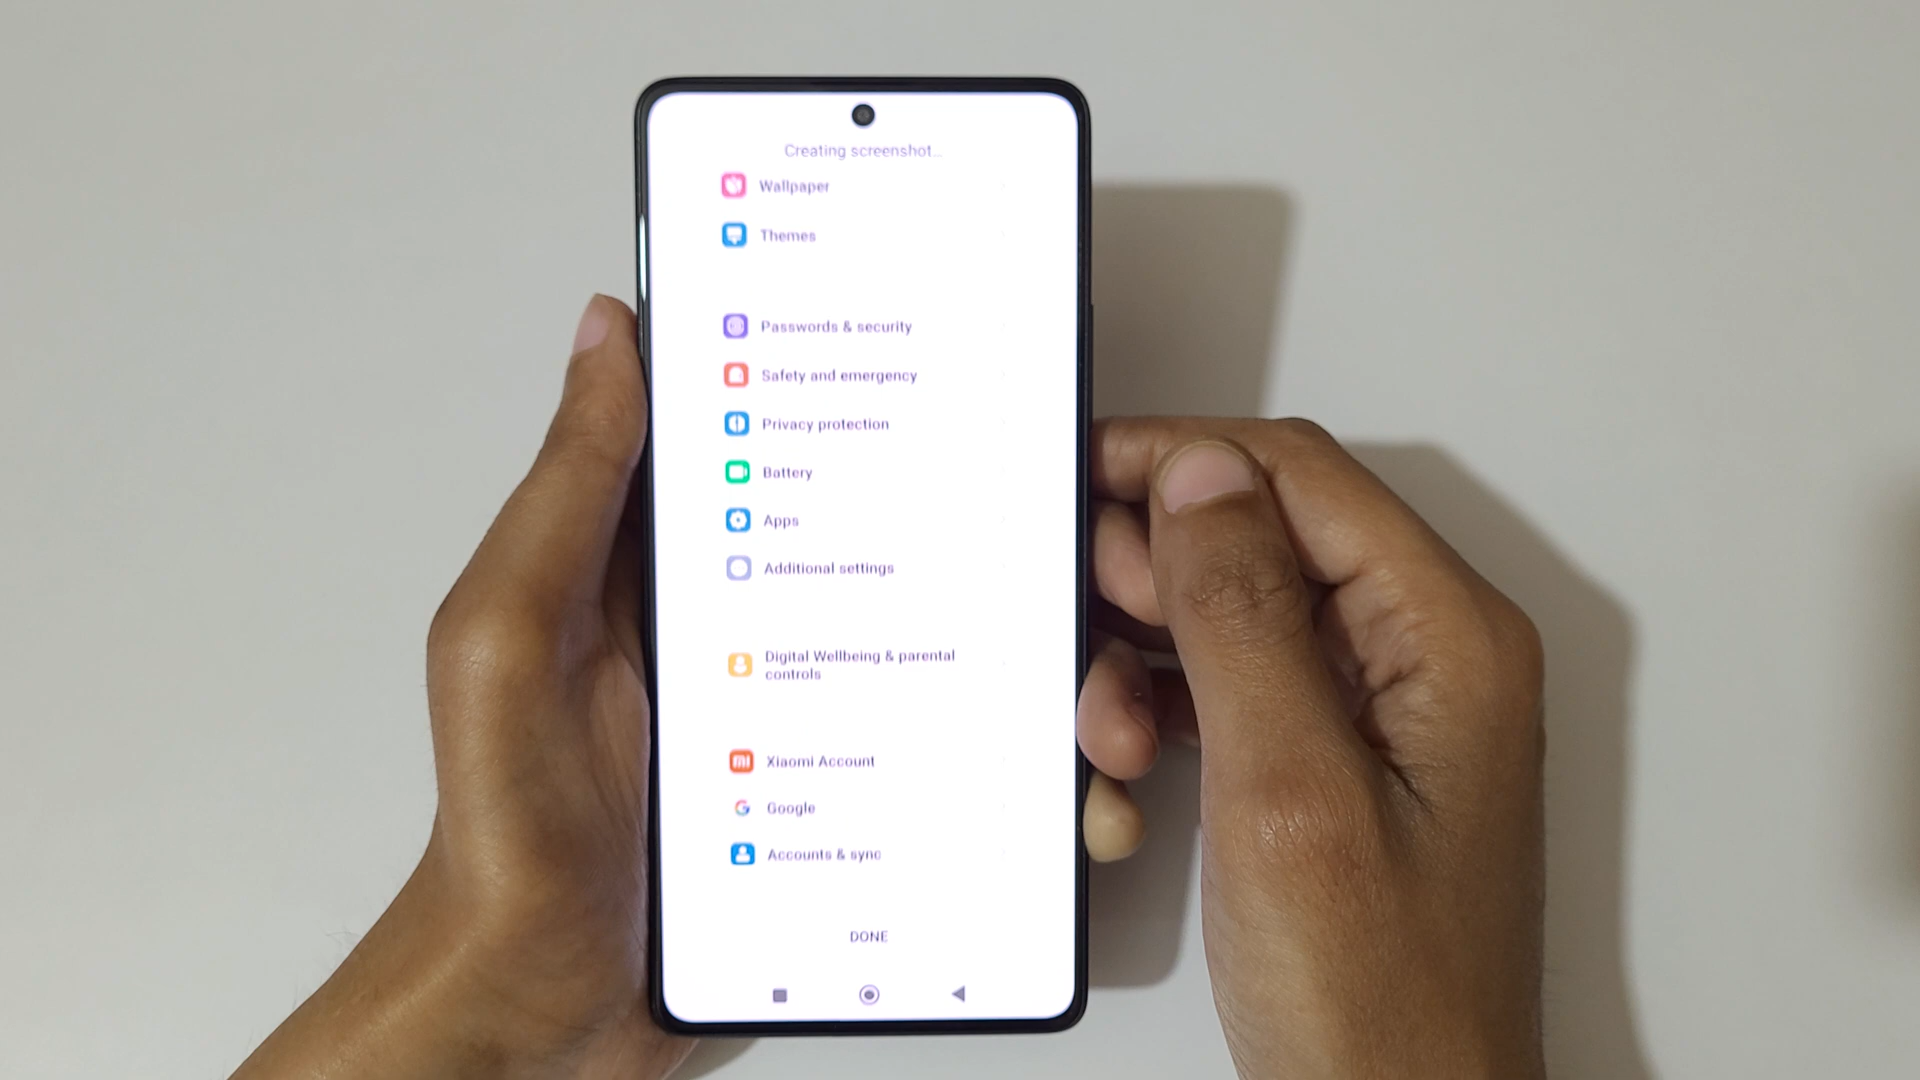 Creating screenshot...
Wallpaper
Themes
Passwords & security
Safety and emergency
Privacy protection
Battery
Apps
Additional settings
Digital Wellbeing & parental
controls
mi
Xiaomi Account
G
Google
Accounts & sync
DONE